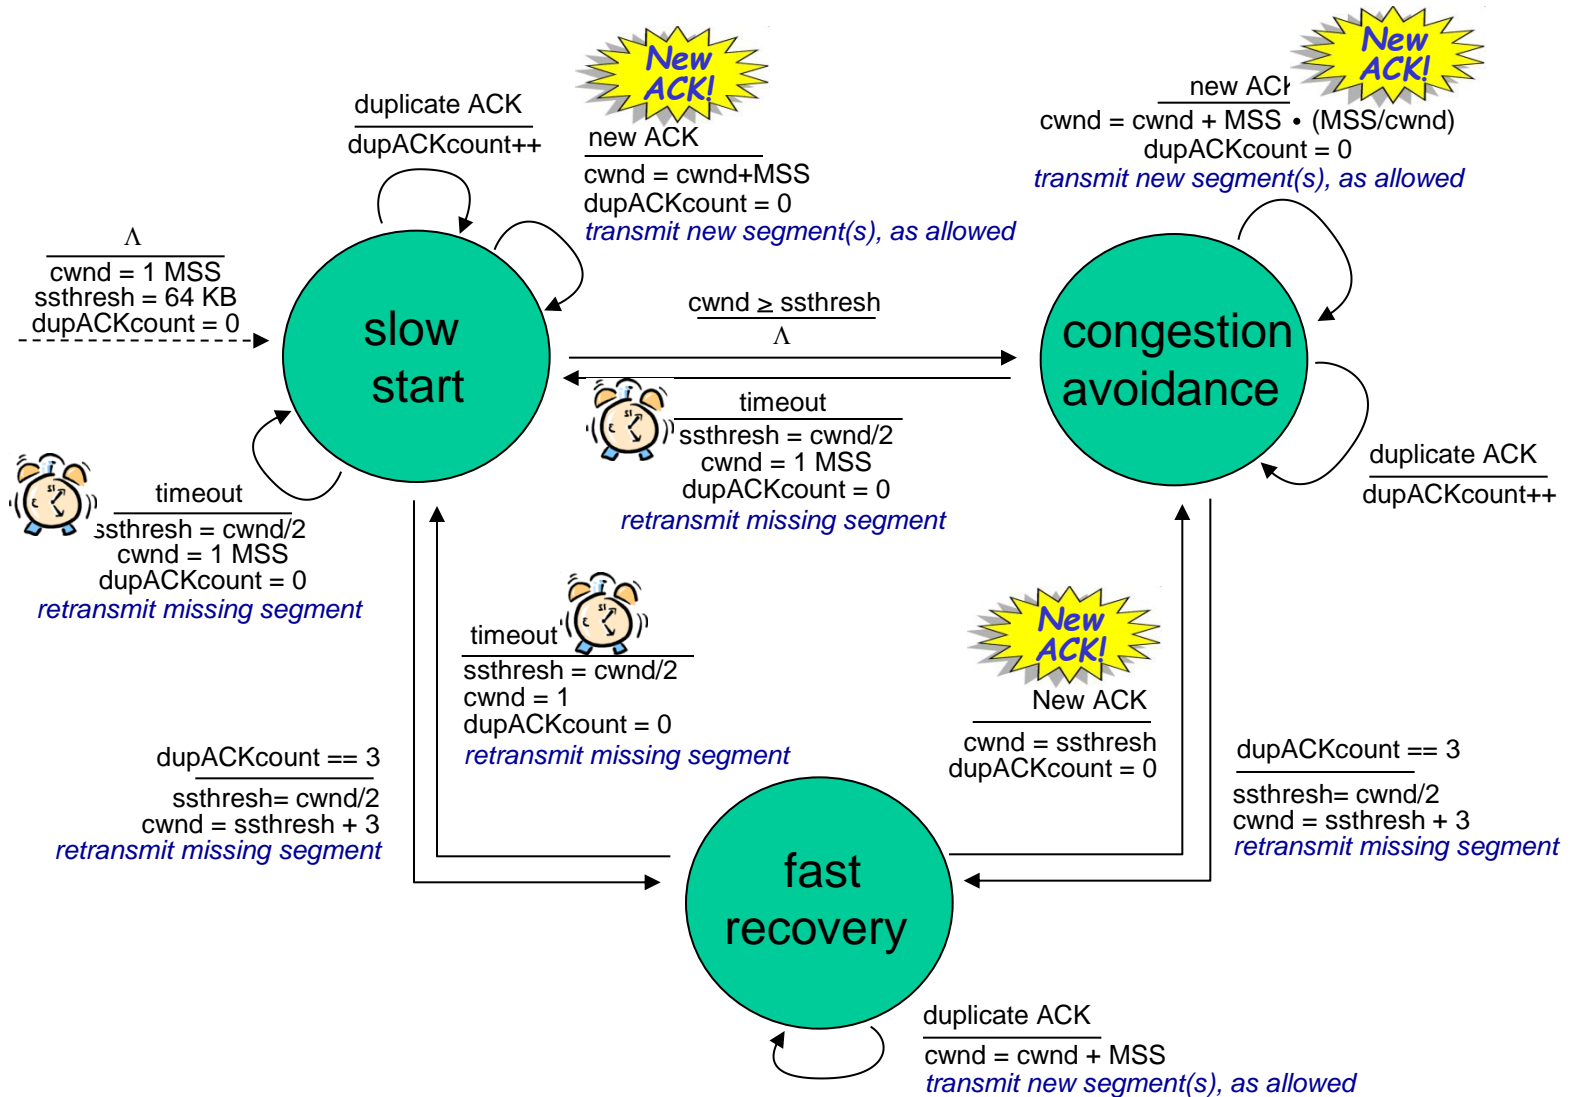 New
ACK!
duplicate ACK
dupACKcount++
new ACK
cwnd = cwnd+MSS
dupACKcount = 0
transmit new segment(s), as allowed
New
ACK!
new ACK
cwnd = cwnd + MSS • (MSS/cwnd)
dupACKcount = 0
transmit new segment(s), as allowed
Λ
cwnd = 1 MSS
ssthresh = 64 KB
dupACKcount = 0
slow
start
cwnd ≥ ssthresh
Λ
congestion
avoidance
timeout
ssthresh = cwnd/2
cwnd = 1 MSS
dupACKcount = 0
retransmit missing segment
timeout
ssthresh = cwnd/2
cwnd = 1 MSS
dupACKcount = 0
retransmit missing segment
duplicate ACK
dupACKcount++
timeout
ssthresh = cwnd/2
cwnd = 1
dupACKcount = 0
retransmit missing segment
New
ACK!
New ACK
cwnd = ssthresh
dupACKcount = 0
dupACKcount == 3
ssthresh= cwnd/2
cwnd = ssthresh + 3
retransmit missing segment
dupACKcount == 3
ssthresh= cwnd/2
cwnd = ssthresh + 3
retransmit missing segment
fast
recovery
duplicate ACK
cwnd = cwnd + MSS
transmit new segment(s), as allowed